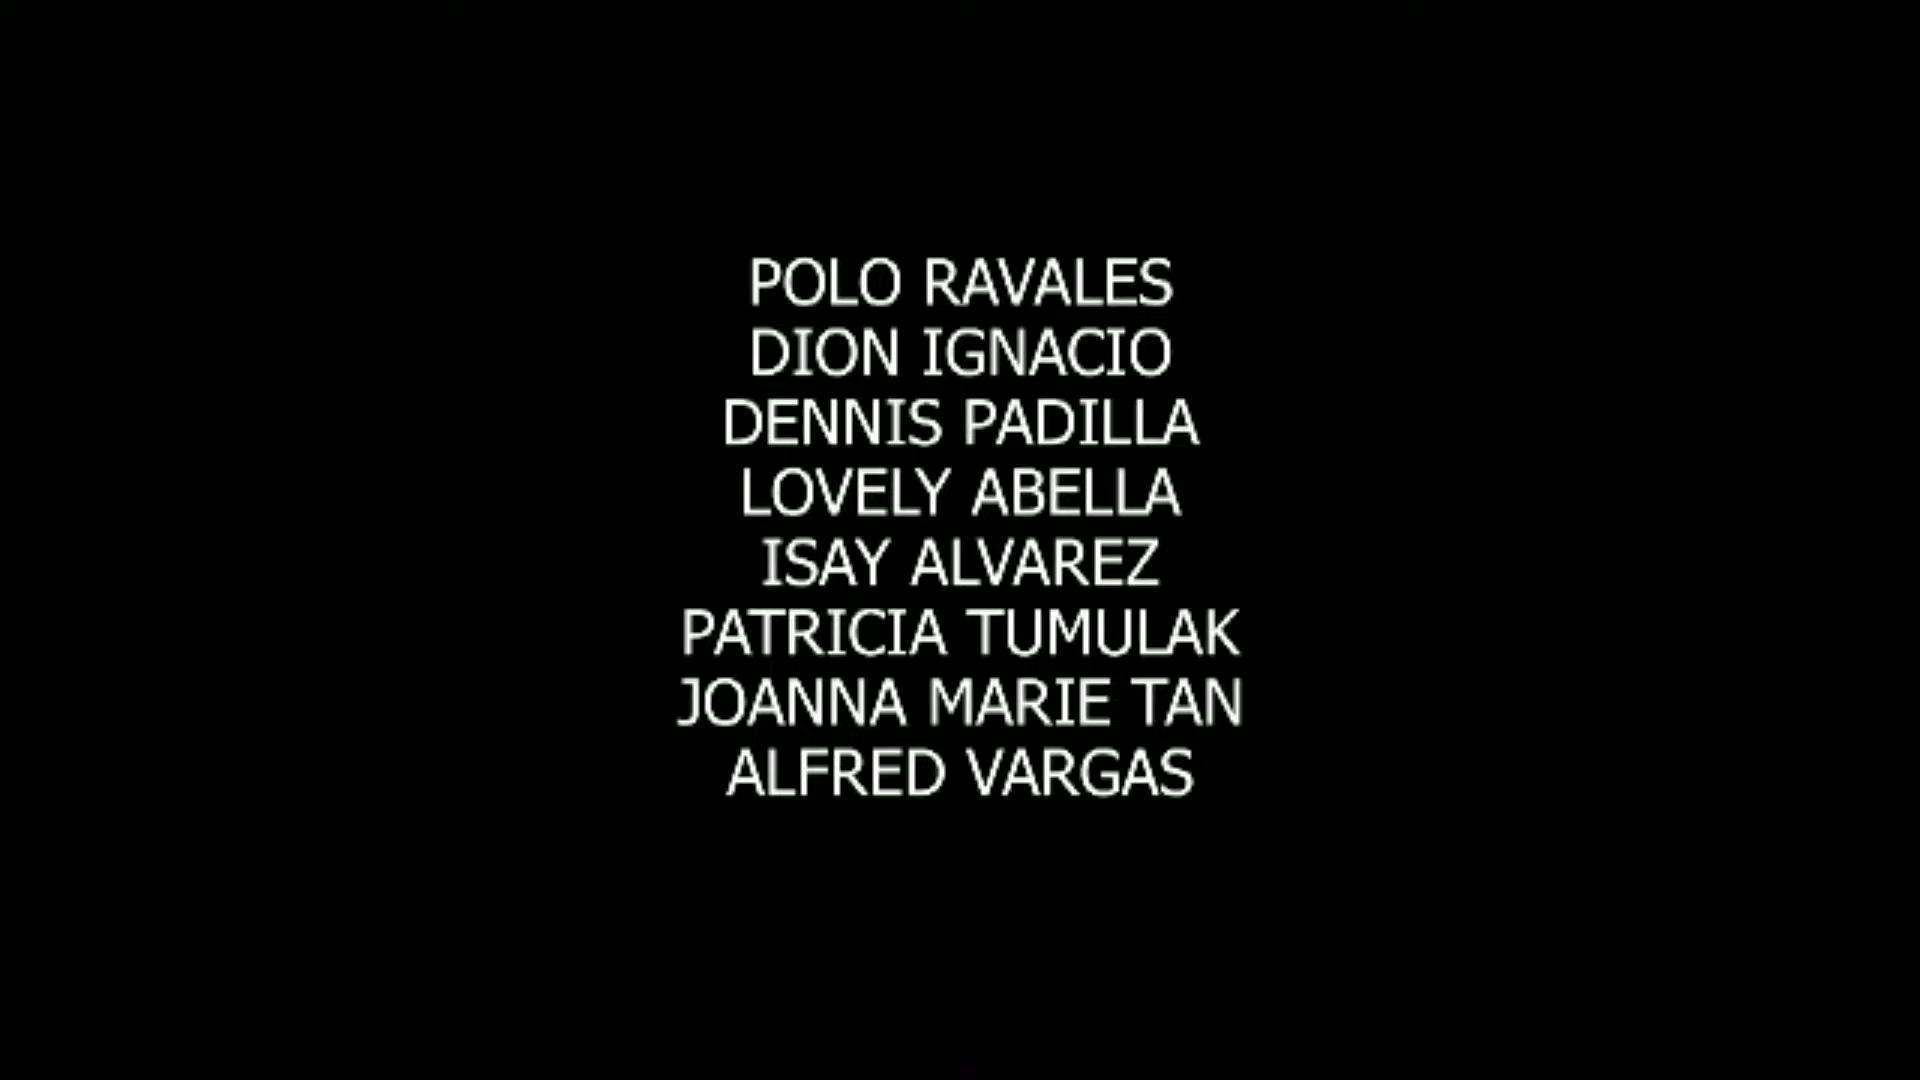 POLO RAVALES
DION IGNACIO
DENNIS PADILLA
LOVELY ABELLA
ISAY ALVAREZ
PATRICIA TUMULAK
JOANNA MARIE TAN
ALFRED VARGAS